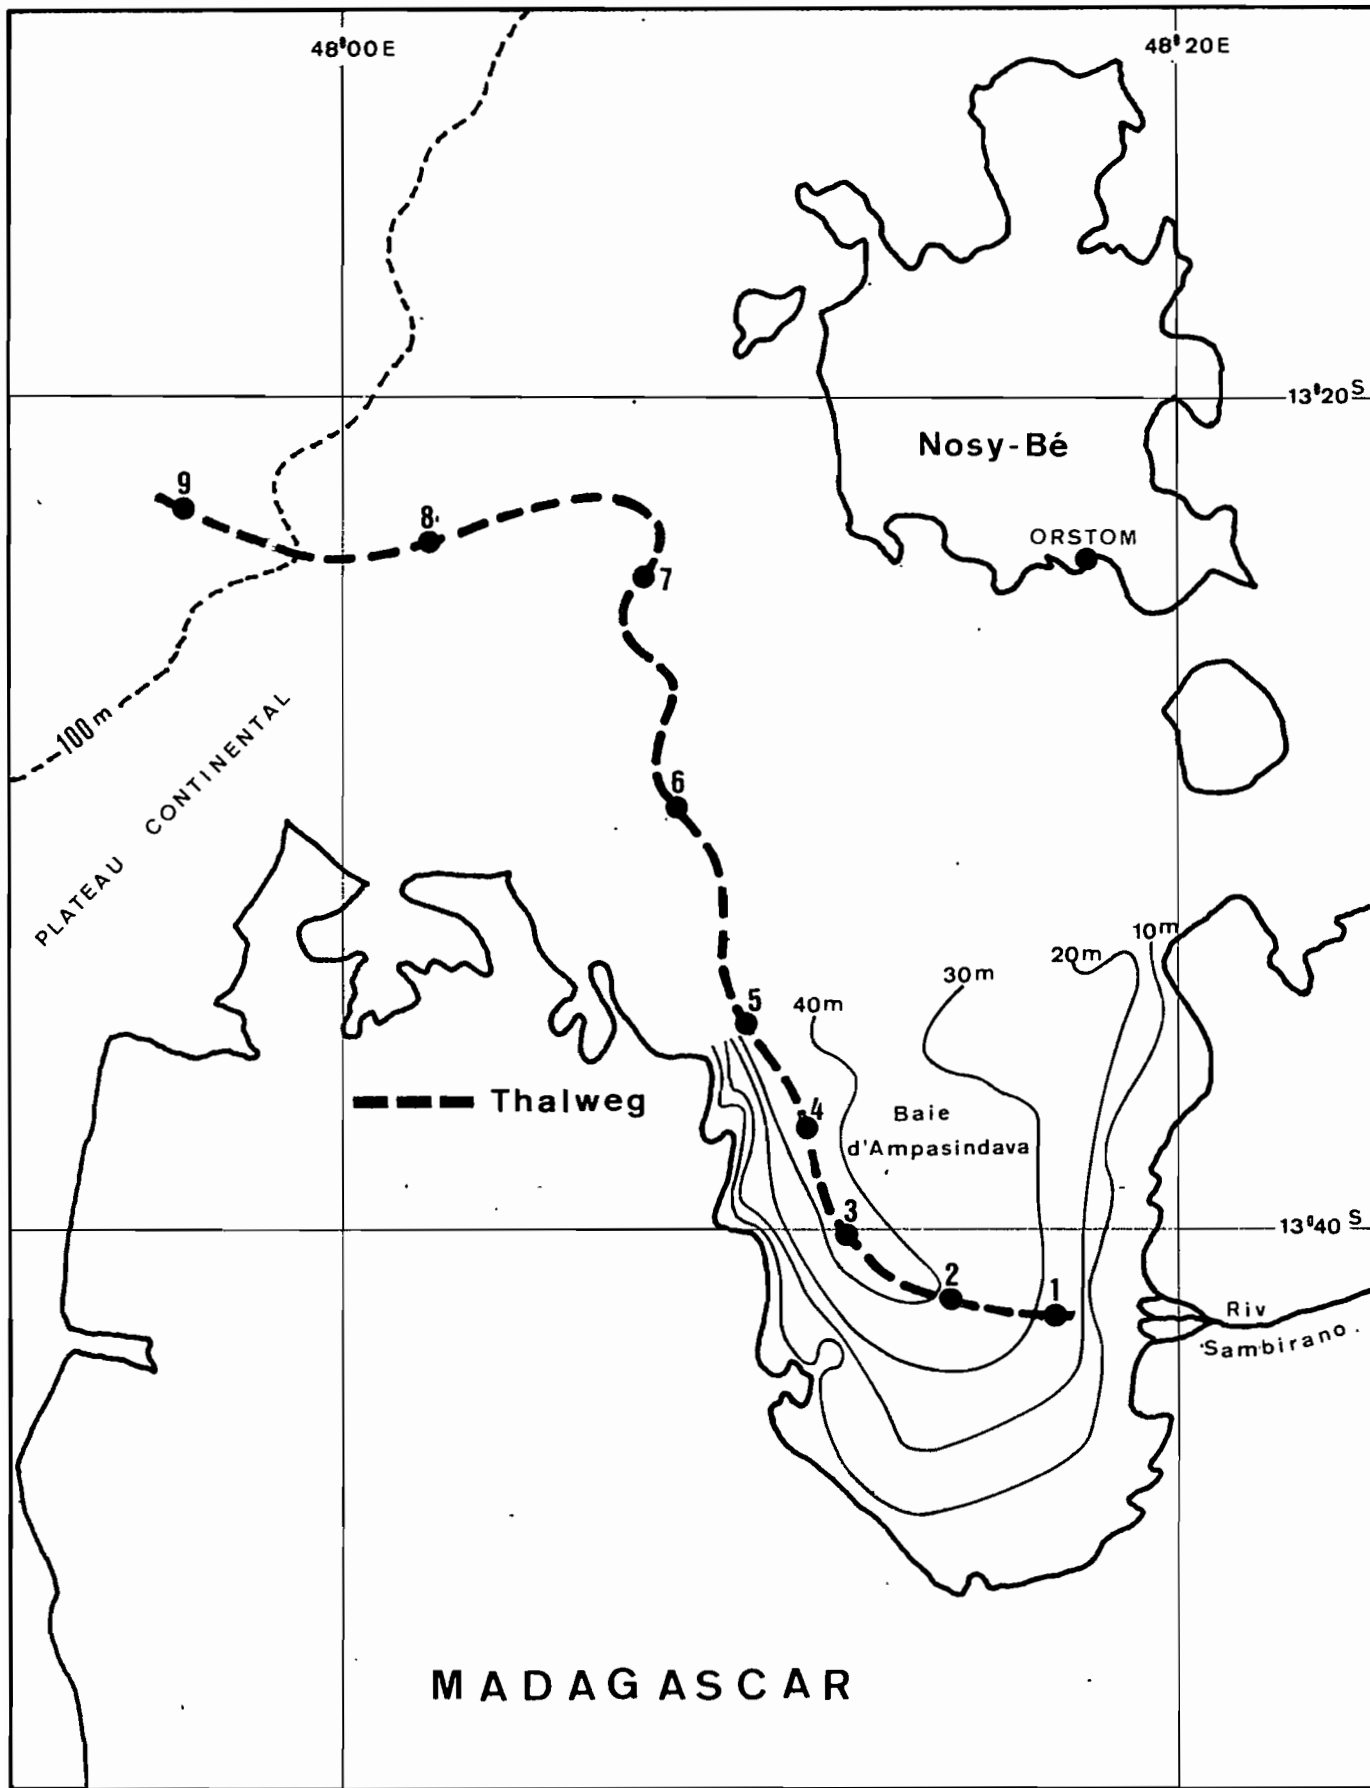 48°00E
48°20E
13°20S
Nosy-Bé
9
8
ORSTOM
7
100m
PLATEAU CONTINENTAL
6
10m
20m
30m
5
40m
Thalweg
4
Baie
d'Ampasindava
3
13°40S
2
1
Riv
Sambirano
MADAGASCAR